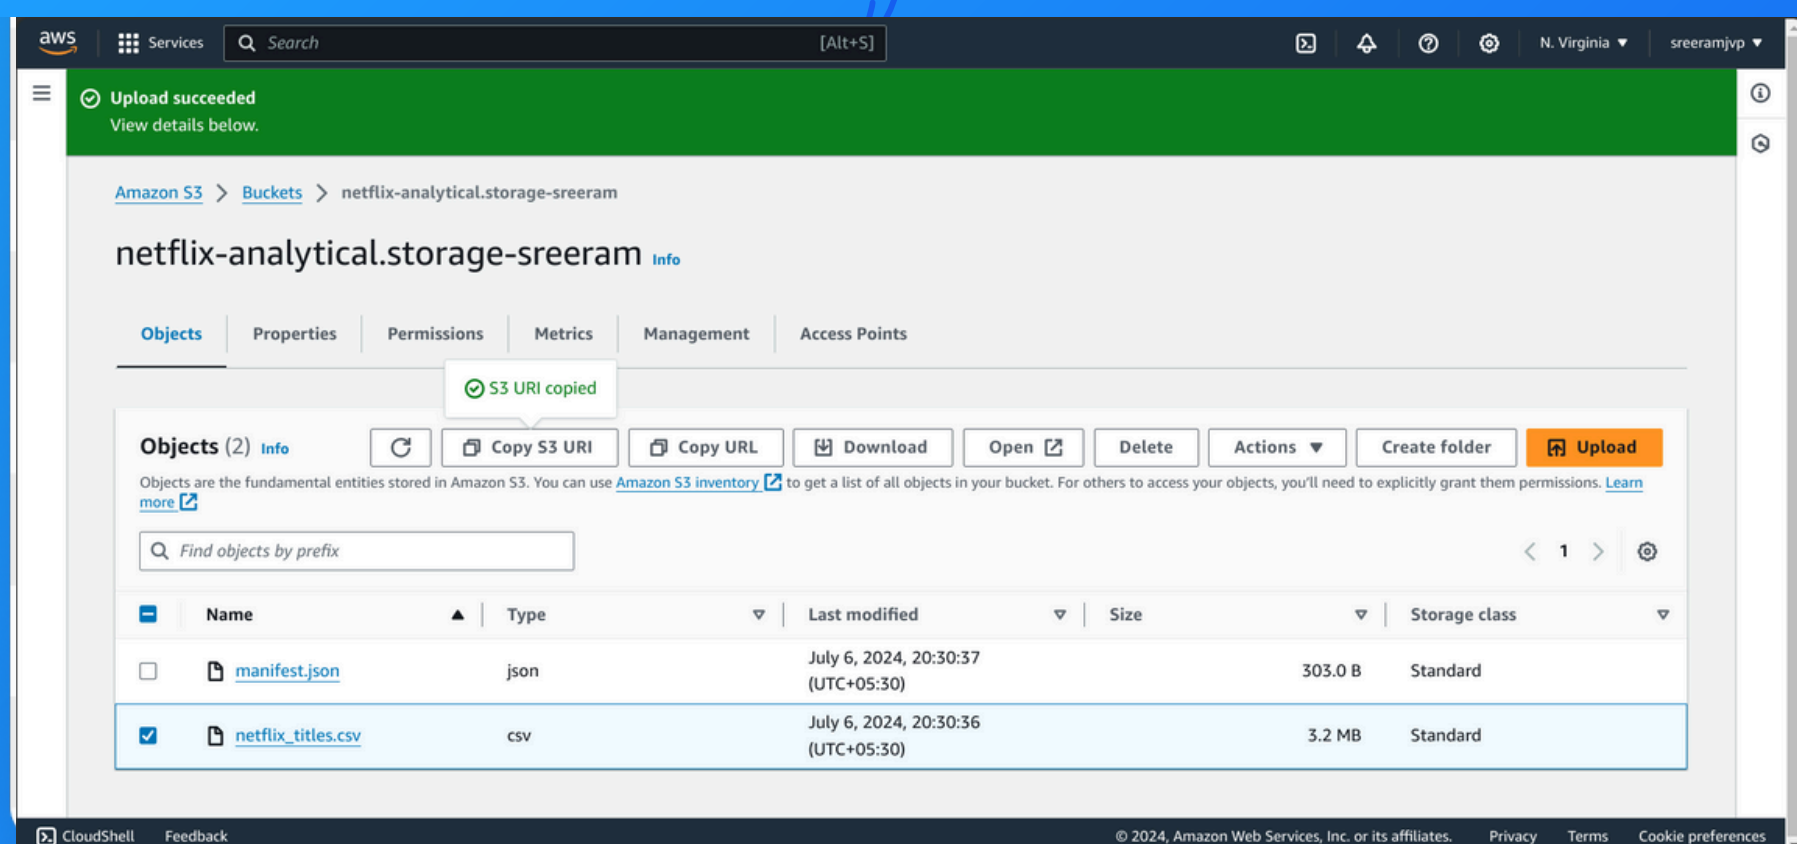 aws
Services
Search
[Alt+S]
N. Virginia
sreeramjvp
Upload succeeded
View details below.
Amazon S3
Buckets
netflix-analytical.storage-sreeram
netflix-analytical.storage-sreeram Info
Objects
Properties
Permissions
Metrics
Management
Access Points
S3 URI copied
Objects (2) Info
Copy S3 URI
Copy URL
Download
Open
Delete
Actions
Create folder
Upload
Objects are the fundamental entities stored in Amazon S3. You can use Amazon S3 inventory to get a list of all objects in your bucket. For others to access your objects, you'll need to explicitly grant them permissions. Learn
more
Find objects by prefix
1
Name
Type
Last modified
Size
Storage class
manifest.json
json
July 6, 2024, 20:30:37
(UTC+05:30)
303.0 B
Standard
netflix_titles.csv
csv
July 6, 2024, 20:30:36
(UTC+05:30)
3.2 MB
Standard
CloudShell
Feedback
© 2024, Amazon Web Services, Inc. or its affiliates.
Privacy
Terms
Cookie preferences